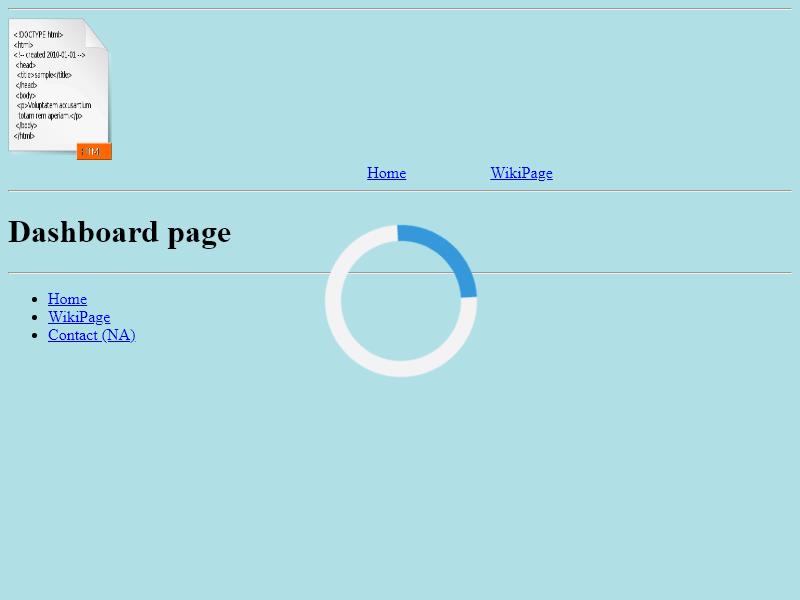 <!DOCTYPE html>
<html>
<!-- created 2010-01-01 -->
<head>
<title>sample</title>
</head>
<body>
<p>Voluptatem accusantium
totam rem aperiam.</p>
</body>
</html>
Home WikiPage
Dashboard page
Home
WikiPage
Contact (NA)